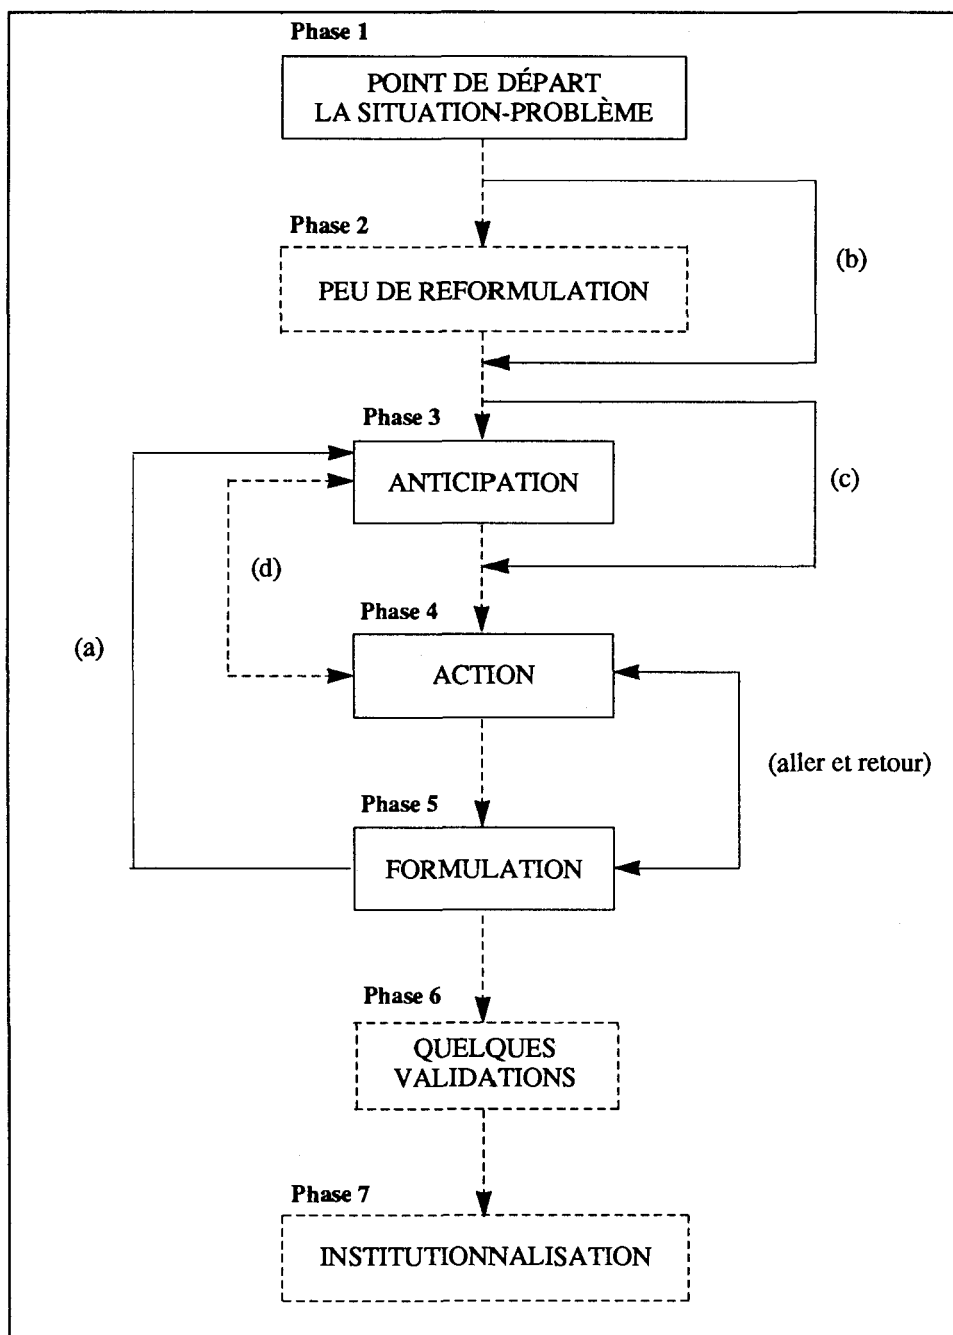 Phase 1
POINT DE DÉPART
LA SITUATION-PROBLÈME
Phase 2
(b)
PEU DE REFORMULATION
Phase 3
ANTICIPATION
(c)
(d)
Phase 4
(a)
ACTION
(aller et retour)
Phase 5
FORMULATION
Phase 6
QUELQUES
VALIDATIONS
Phase 7
INSTITUTIONNALISATION